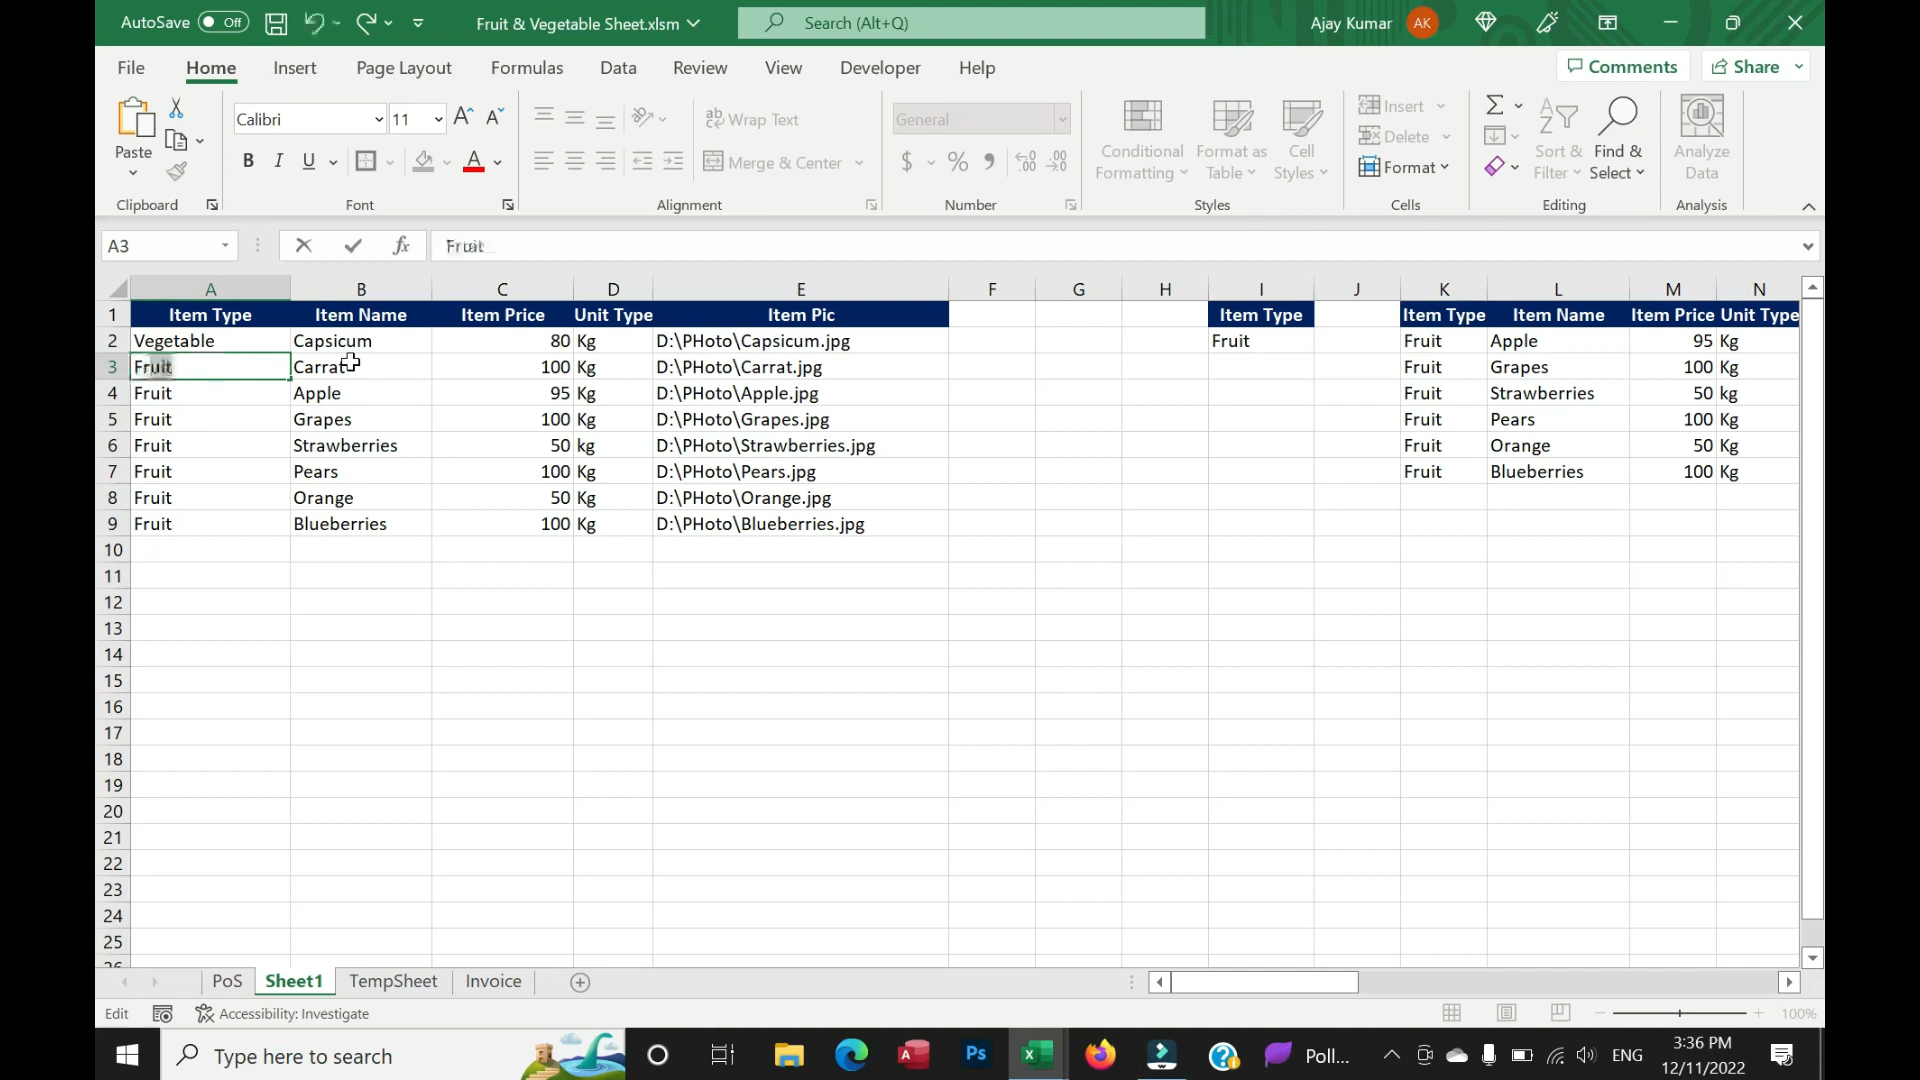 AutoSave Off Fruit & Vegetable Sheet.xlsm Search (Alt+Q) Ajay Kumar AK
File Home Insert Page Layout Formulas Data Review View Developer Help Comments Share
Paste
Calibri 11
B I U A
ab Wrap Text
Merge & Center
General
$ % 9
Conditional Formatting
Format as Table
Cell Styles
Insert
Delete
Format
Sort & Filter
Find & Select
Analyze Data
Clipboard Font Alignment Number Styles Cells Editing Analysis
A3 fx Fruit
A B C D E F G H I J K L M N
1 Item Type Item Name Item Price Unit Type Item Pic Item Type Item Type Item Name Item Price Unit Type
2 Vegetable Capsicum 80 Kg D:\PHoto\Capsicum.jpg Fruit Fruit Apple 95 Kg
3 Fruit Carrat 100 Kg D:\PHoto\Carrat.jpg Fruit Grapes 100 Kg
4 Fruit Apple 95 Kg D:\PHoto\Apple.jpg Fruit Strawberries 50 kg
5 Fruit Grapes 100 Kg D:\PHoto\Grapes.jpg Fruit Pears 100 Kg
6 Fruit Strawberries 50 kg D:\PHoto\Strawberries.jpg Fruit Orange 50 Kg
7 Fruit Pears 100 Kg D:\PHoto\Pears.jpg Fruit Blueberries 100 Kg
8 Fruit Orange 50 Kg D:\PHoto\Orange.jpg
9 Fruit Blueberries 100 Kg D:\PHoto\Blueberries.jpg
10
11
12
13
14
15
16
17
18
19
20
21
22
23
24
25
26
PoS Sheet1 TempSheet Invoice
Edit Accessibility: Investigate 100%
Type here to search Ps Poll... ENG 3:36 PM
12/11/2022